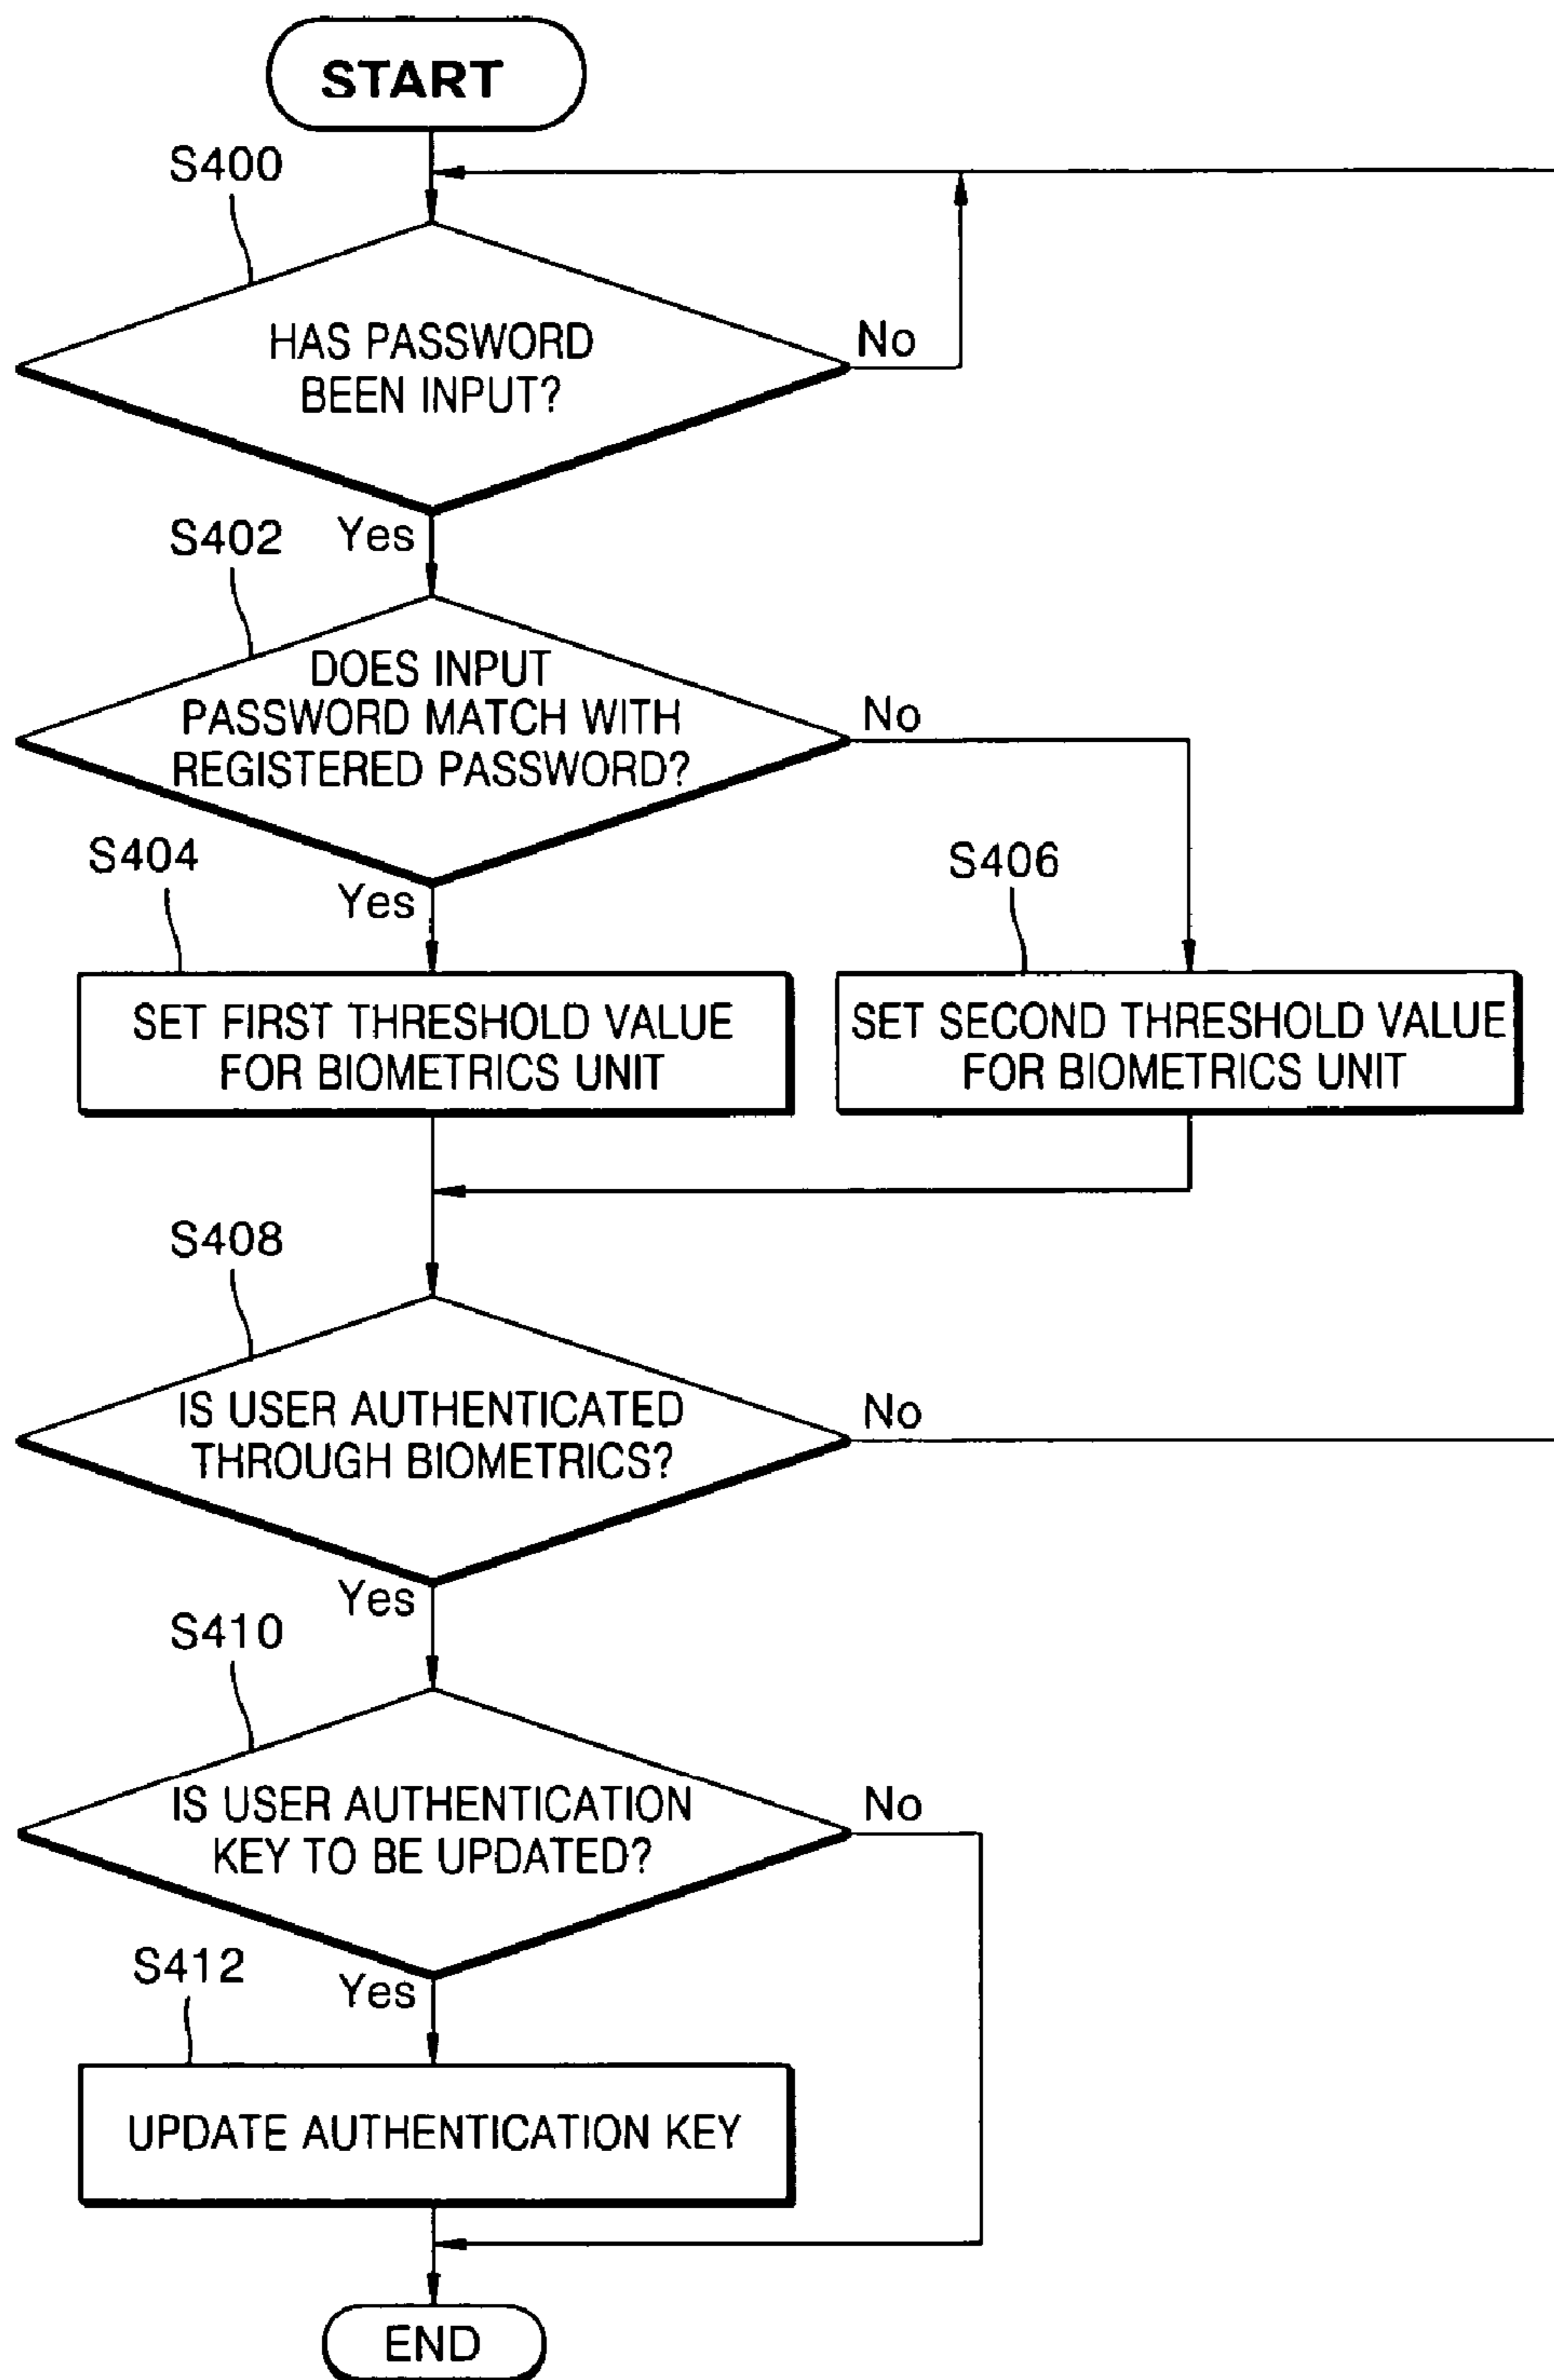 START
S400
HAS PASSWORD
BEEN INPUT?
No
Yes
S402
DOES INPUT
PASSWORD MATCH WITH
REGISTERED PASSWORD?
No
Yes
S404
S406
SET FIRST THRESHOLD VALUE
FOR BIOMETRICS UNIT
SET SECOND THRESHOLD VALUE
FOR BIOMETRICS UNIT
S408
IS USER AUTHENTICATED
THROUGH BIOMETRICS?
No
Yes
S410
IS USER AUTHENTICATION
KEY TO BE UPDATED?
No
Yes
S412
UPDATE AUTHENTICATION KEY
END